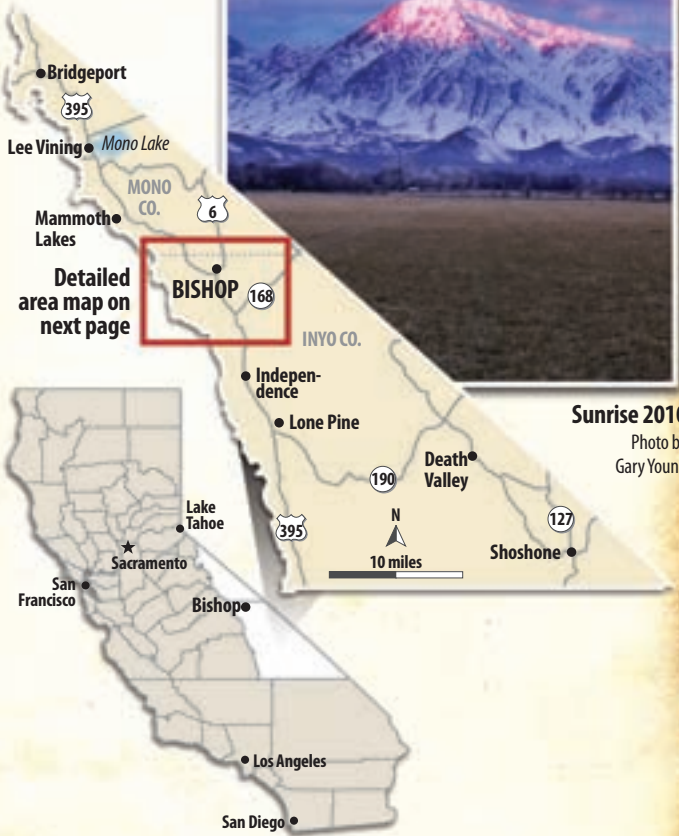 Bridgeport
395
Lee Vining
Mono Lake
MONO
CO.
6
Mammoth
Lakes
Detailed
area map on
next page
BISHOP
168
INYO CO.
Indepen-
dence
Lone Pine
Sunrise
Photo
Gary
Death
Valley
190
127
395
N
10 miles
Shoshone
Lake
Tahoe
Sacramento
San
Francisco
Bishop
Los Angeles
San Diego